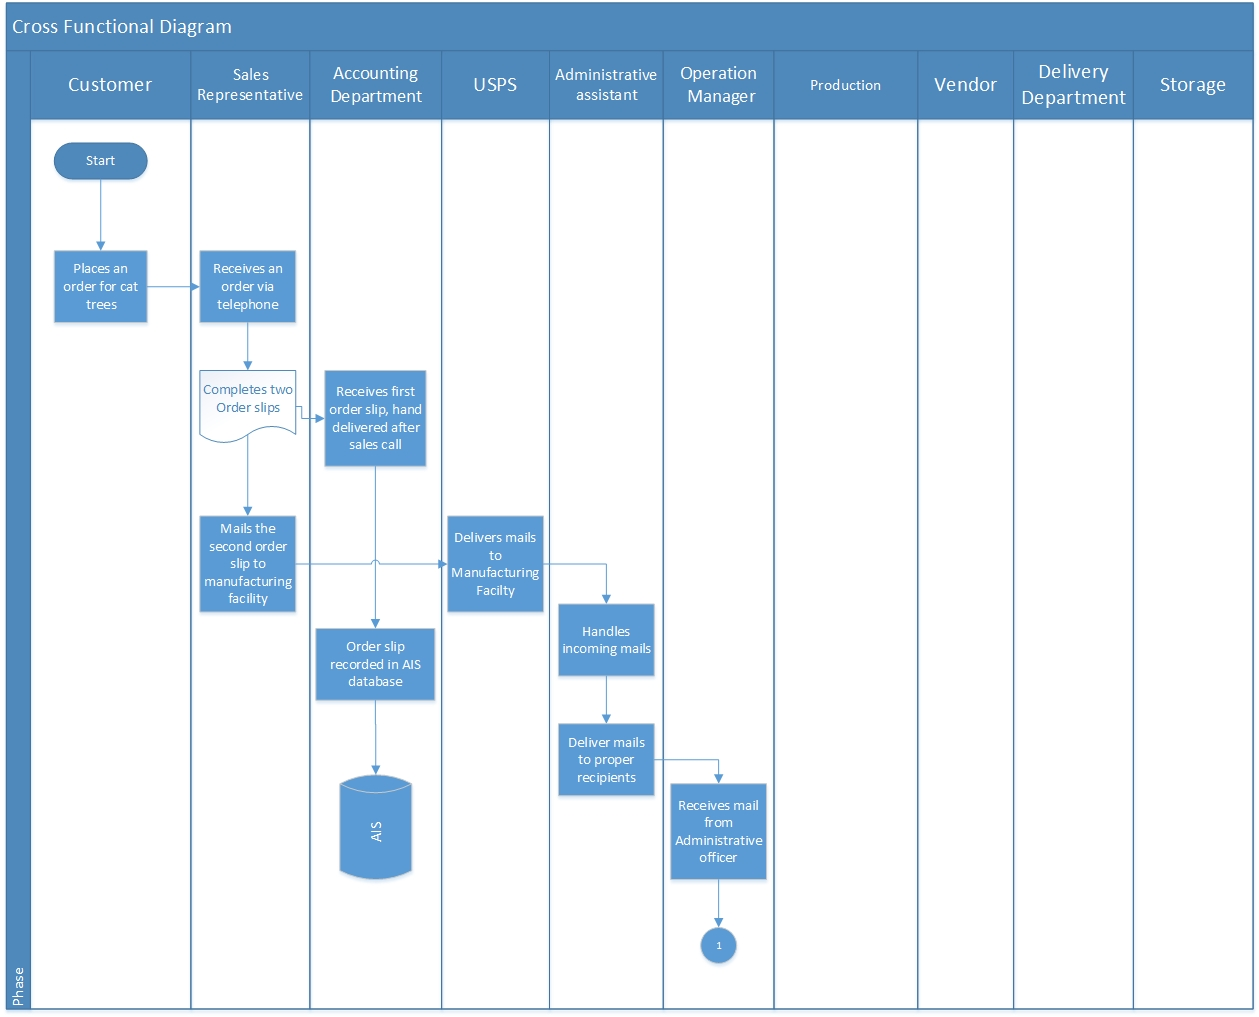 Cross Functional Diagram
Customer
Sales
Representative
Accounting
Department
USPS
Administrative
assistant
Operation
Manager
Production
Vendor
Delivery
Department
Storage
Start
Places an
order for cat
trees
Receives an
order via
telephone
Completes two
Order slips
Receives first
order slip, hand
delivered after
sales call
Mails the
second order
slip to
manufacturing
facility
Delivers mails
to
Manufacturing
Facilty
Handles
incoming mails
Order slip
recorded in AIS
database
Deliver mails
to proper
recipients
AIS
Receives mail
from
Administrative
officer
1
Phase